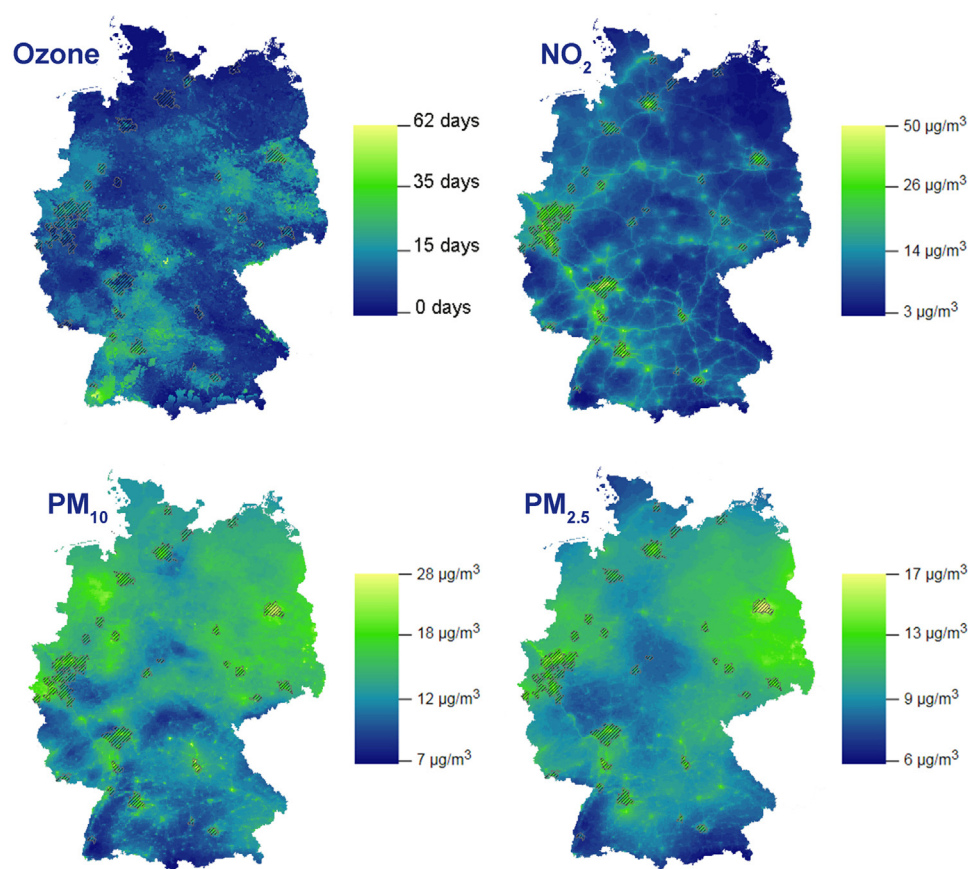 Ozone
62 days
35 days
15 days
0 days
NO₂
50 µg/m³
26 µg/m³
14 µg/m³
3 µg/m³
PM₁₀
28 µg/m³
18 µg/m³
12 µg/m³
7 µg/m³
PM₂.₅
17 µg/m³
13 µg/m³
9 µg/m³
6 µg/m³